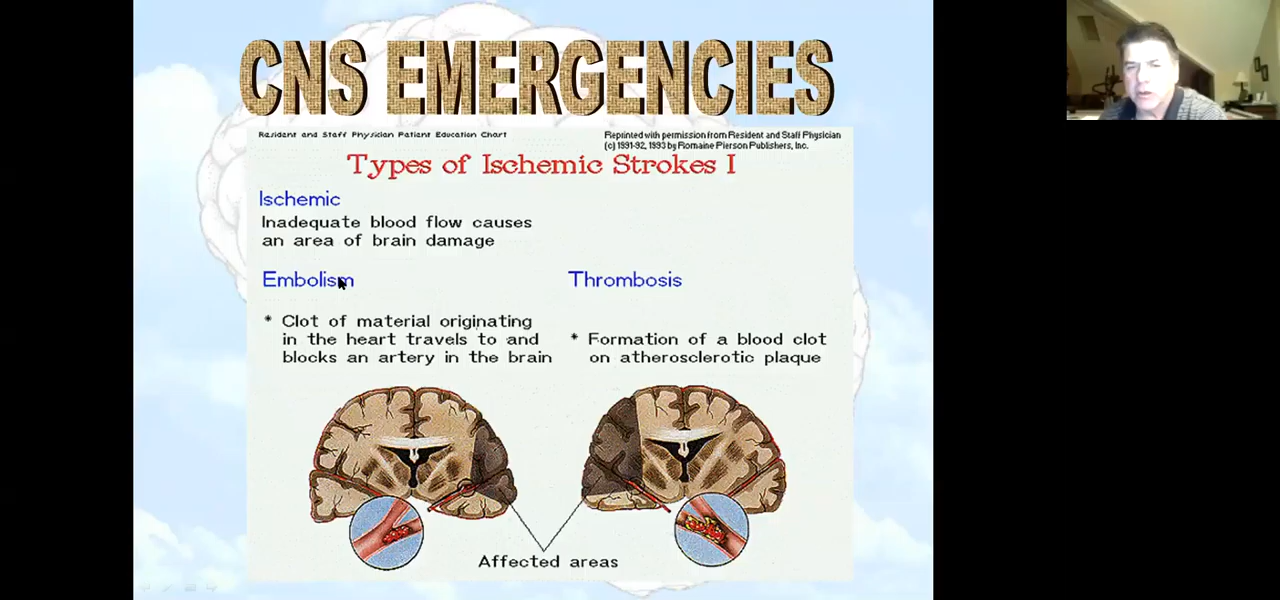 CNS EMERGENCIES
Resident and Staff Physician Patient Education Chart
Reprinted with permission from Resident and Staff Physician
(c) 1991-92, 1993 by Romaine Pierson Publishers, Inc.
Types of Ischemic Strokes I
Ischemic
Inadequate blood flow causes
an area of brain damage
Embolism
* Clot of material originating
in the heart travels to and
blocks an artery in the brain
Thrombosis
* Formation of a blood clot
on atherosclerotic plaque
Affected areas